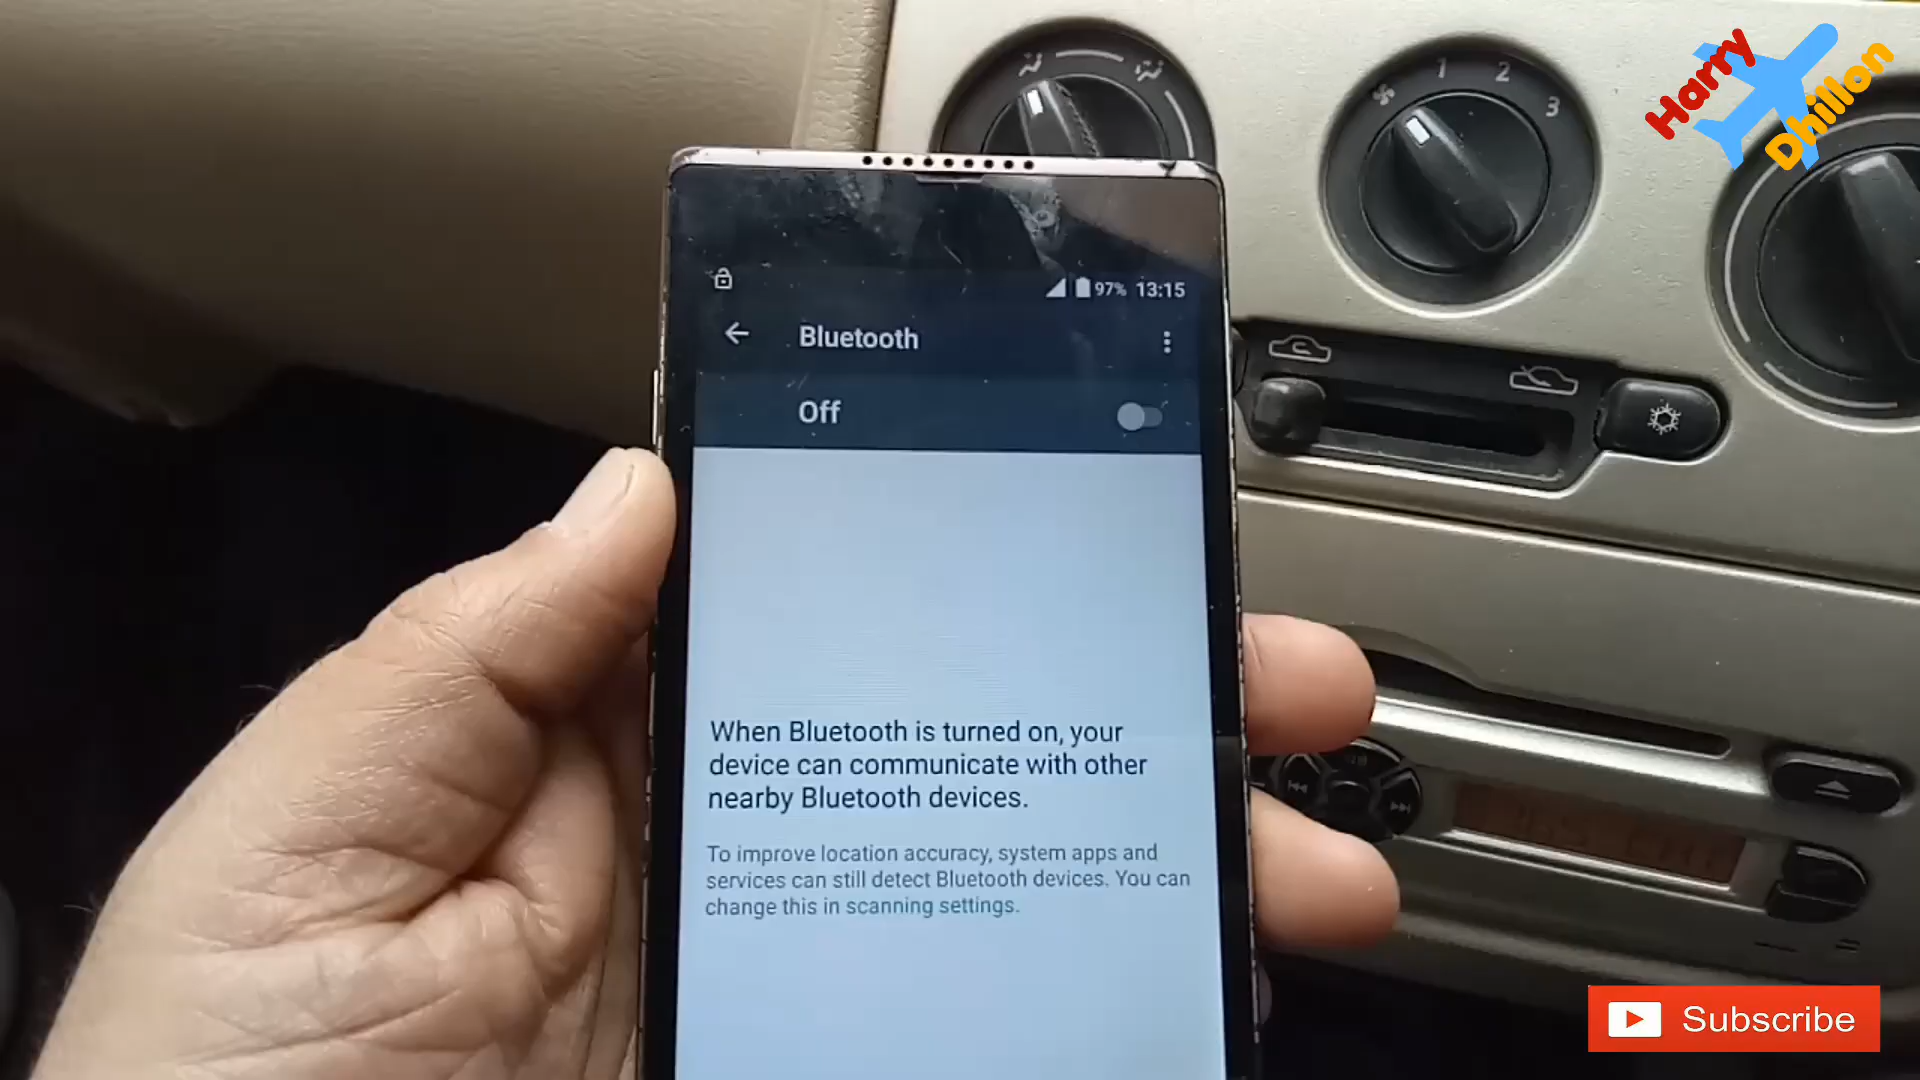 Harry
Dhillon
1 2 3
97% 13:15
Bluetooth
Off
When Bluetooth is turned on, your
device can communicate with other
nearby Bluetooth devices.
To improve location accuracy, system apps and
services can still detect Bluetooth devices. You can
change this in scanning settings.
Subscribe